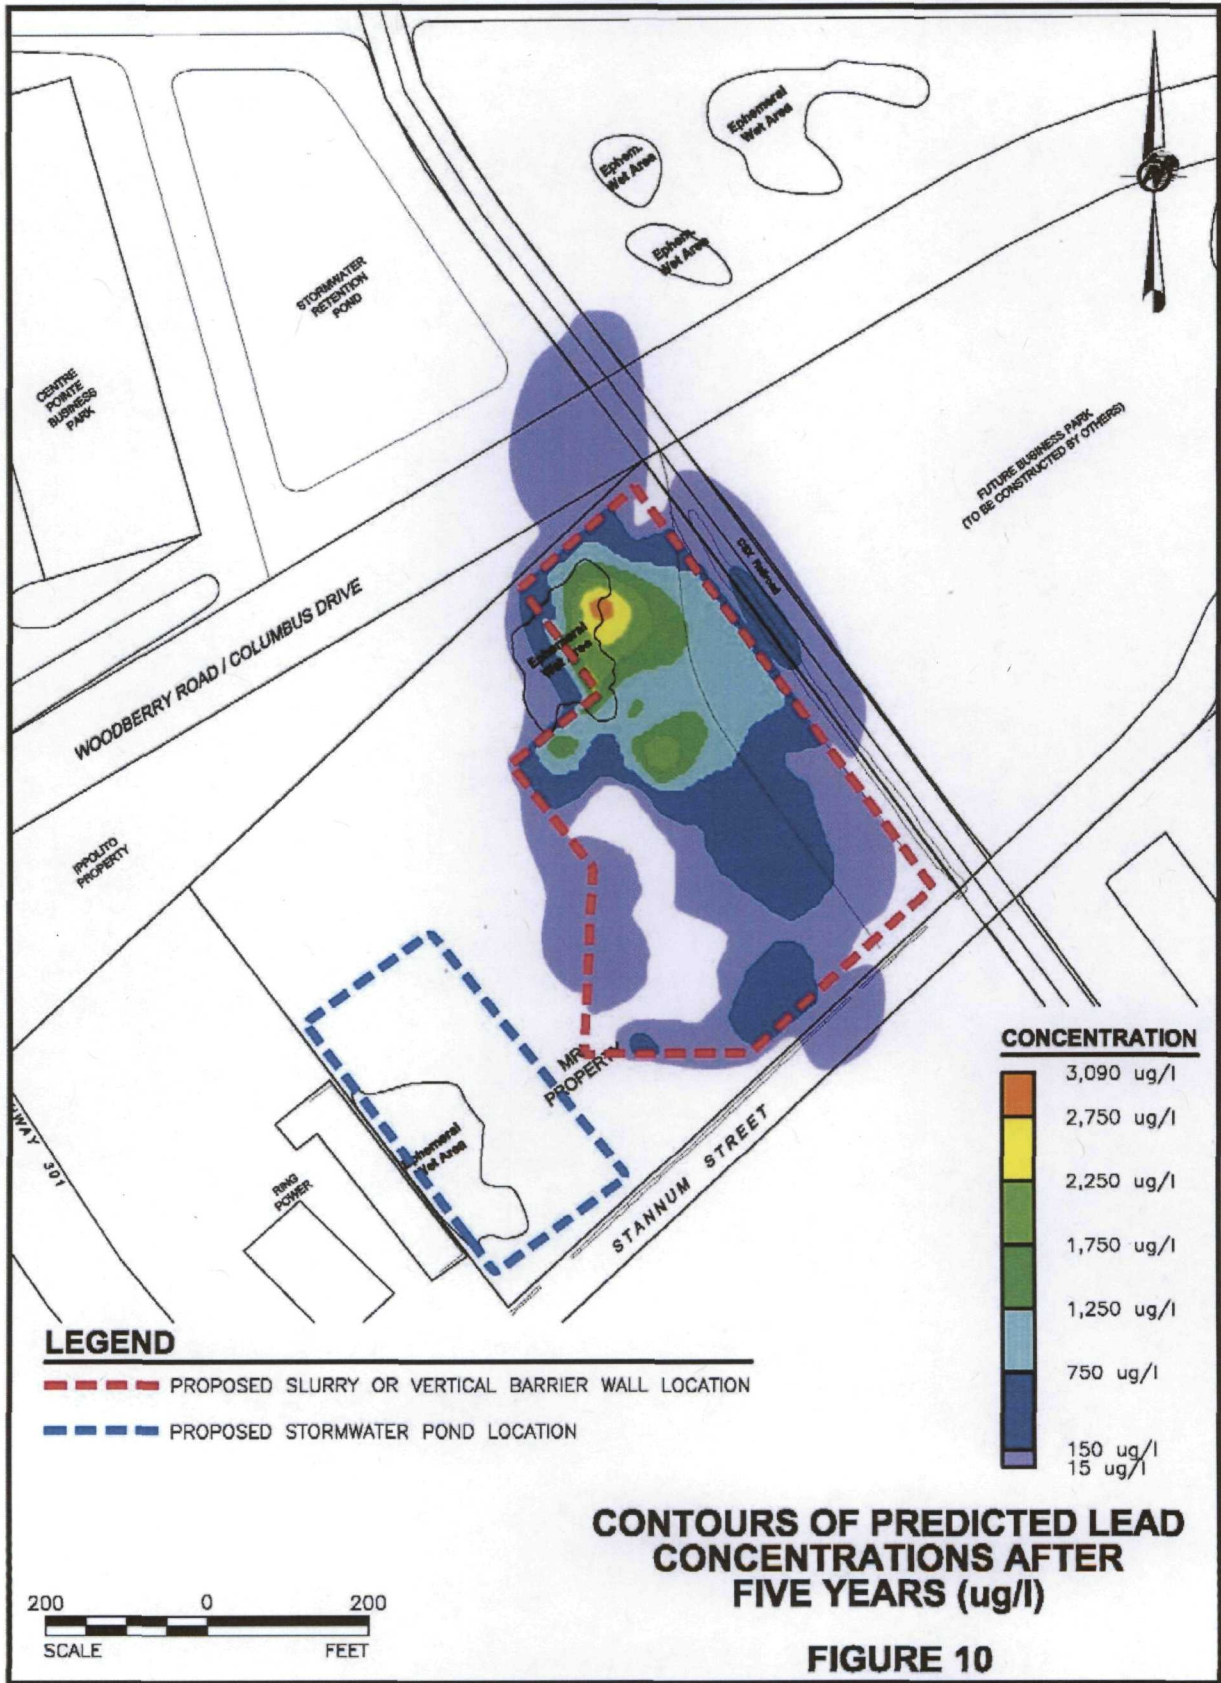 Ephemeral
Wet Area
Ephem.
Wet Area
Ephem.
Wet Area
STORMWATER
RETENTION
POND
CENTRE
POINTE
BUSINESS
PARK
FUTURE BUSINESS PARK
(TO BE CONSTRUCTED BY OTHERS)
CSX Railroad
WOODBERRY ROAD / COLUMBUS DRIVE
Ephemeral
Wet Area
IPPOLITO
PROPERTY
MRI
PROPERTY
Ephemeral
Wet Area
RING
POWER
HWAY 301
STANNUM STREET
CONCENTRATION
3,090 ug/l
2,750 ug/l
2,250 ug/l
1,750 ug/l
1,250 ug/l
750 ug/l
150 ug/l
15 ug/l
LEGEND
PROPOSED SLURRY OR VERTICAL BARRIER WALL LOCATION
PROPOSED STORMWATER POND LOCATION
CONTOURS OF PREDICTED LEAD
CONCENTRATIONS AFTER
FIVE YEARS (ug/l)
FIGURE 10
200 0 200
SCALE FEET